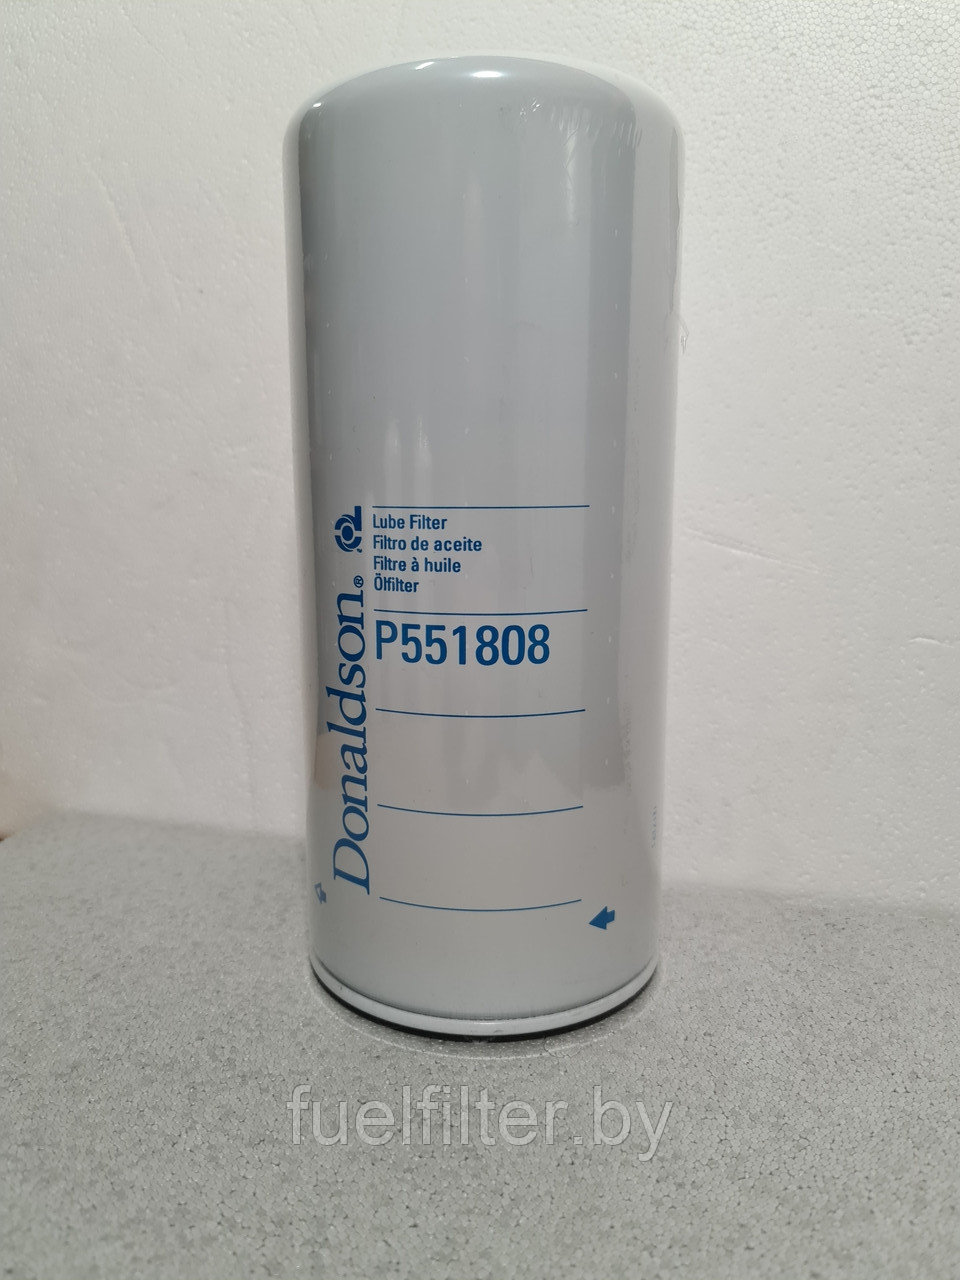 Lube Filter
Filtro de aceite
Filtre à huile
Ölfilter
P551808
Donaldson®
fuelfilter.by